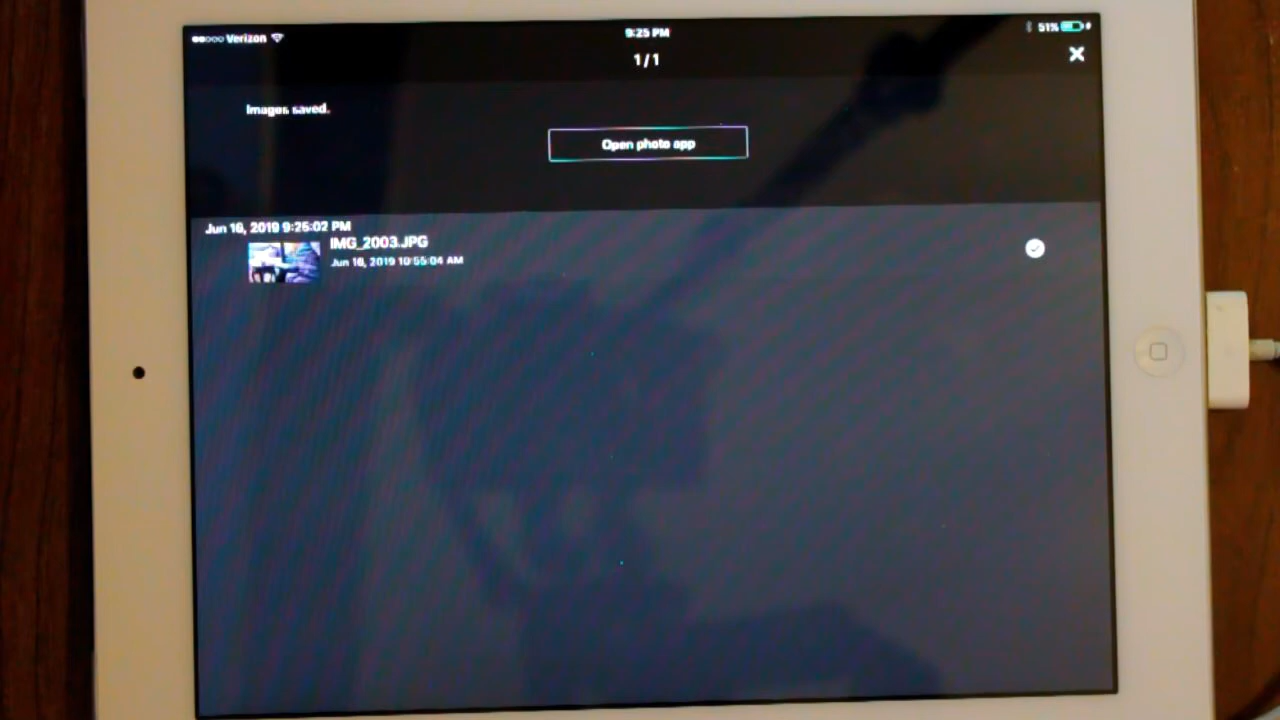 Verizon 9:25 PM 51%
1/1
Images saved.
Open photo app
Jun 16, 2019 9:25:02 PM
IMG_2003.JPG
Jun 16, 2019 10:55:04 AM